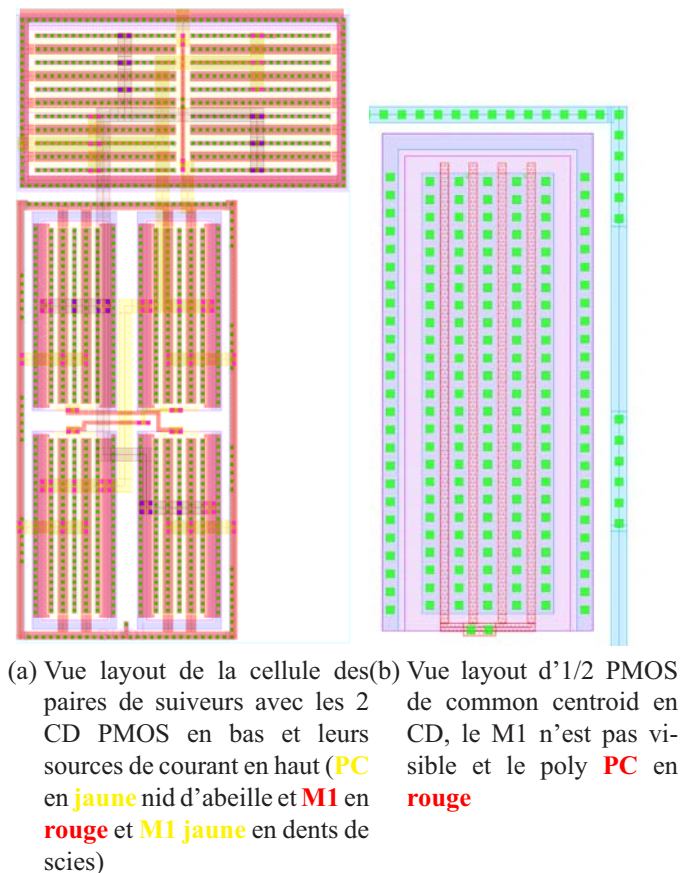 (a) Vue layout de la cellule des
paires de suiveurs avec les 2
CD PMOS en bas et leurs
sources de courant en haut (PC
en jaune nid d'abeille et M1 en
rouge et M1 jaune en dents de
scies)
(b) Vue layout d'1/2 PMOS
de common centroid en
CD, le M1 n'est pas vi-
sible et le poly PC en
rouge